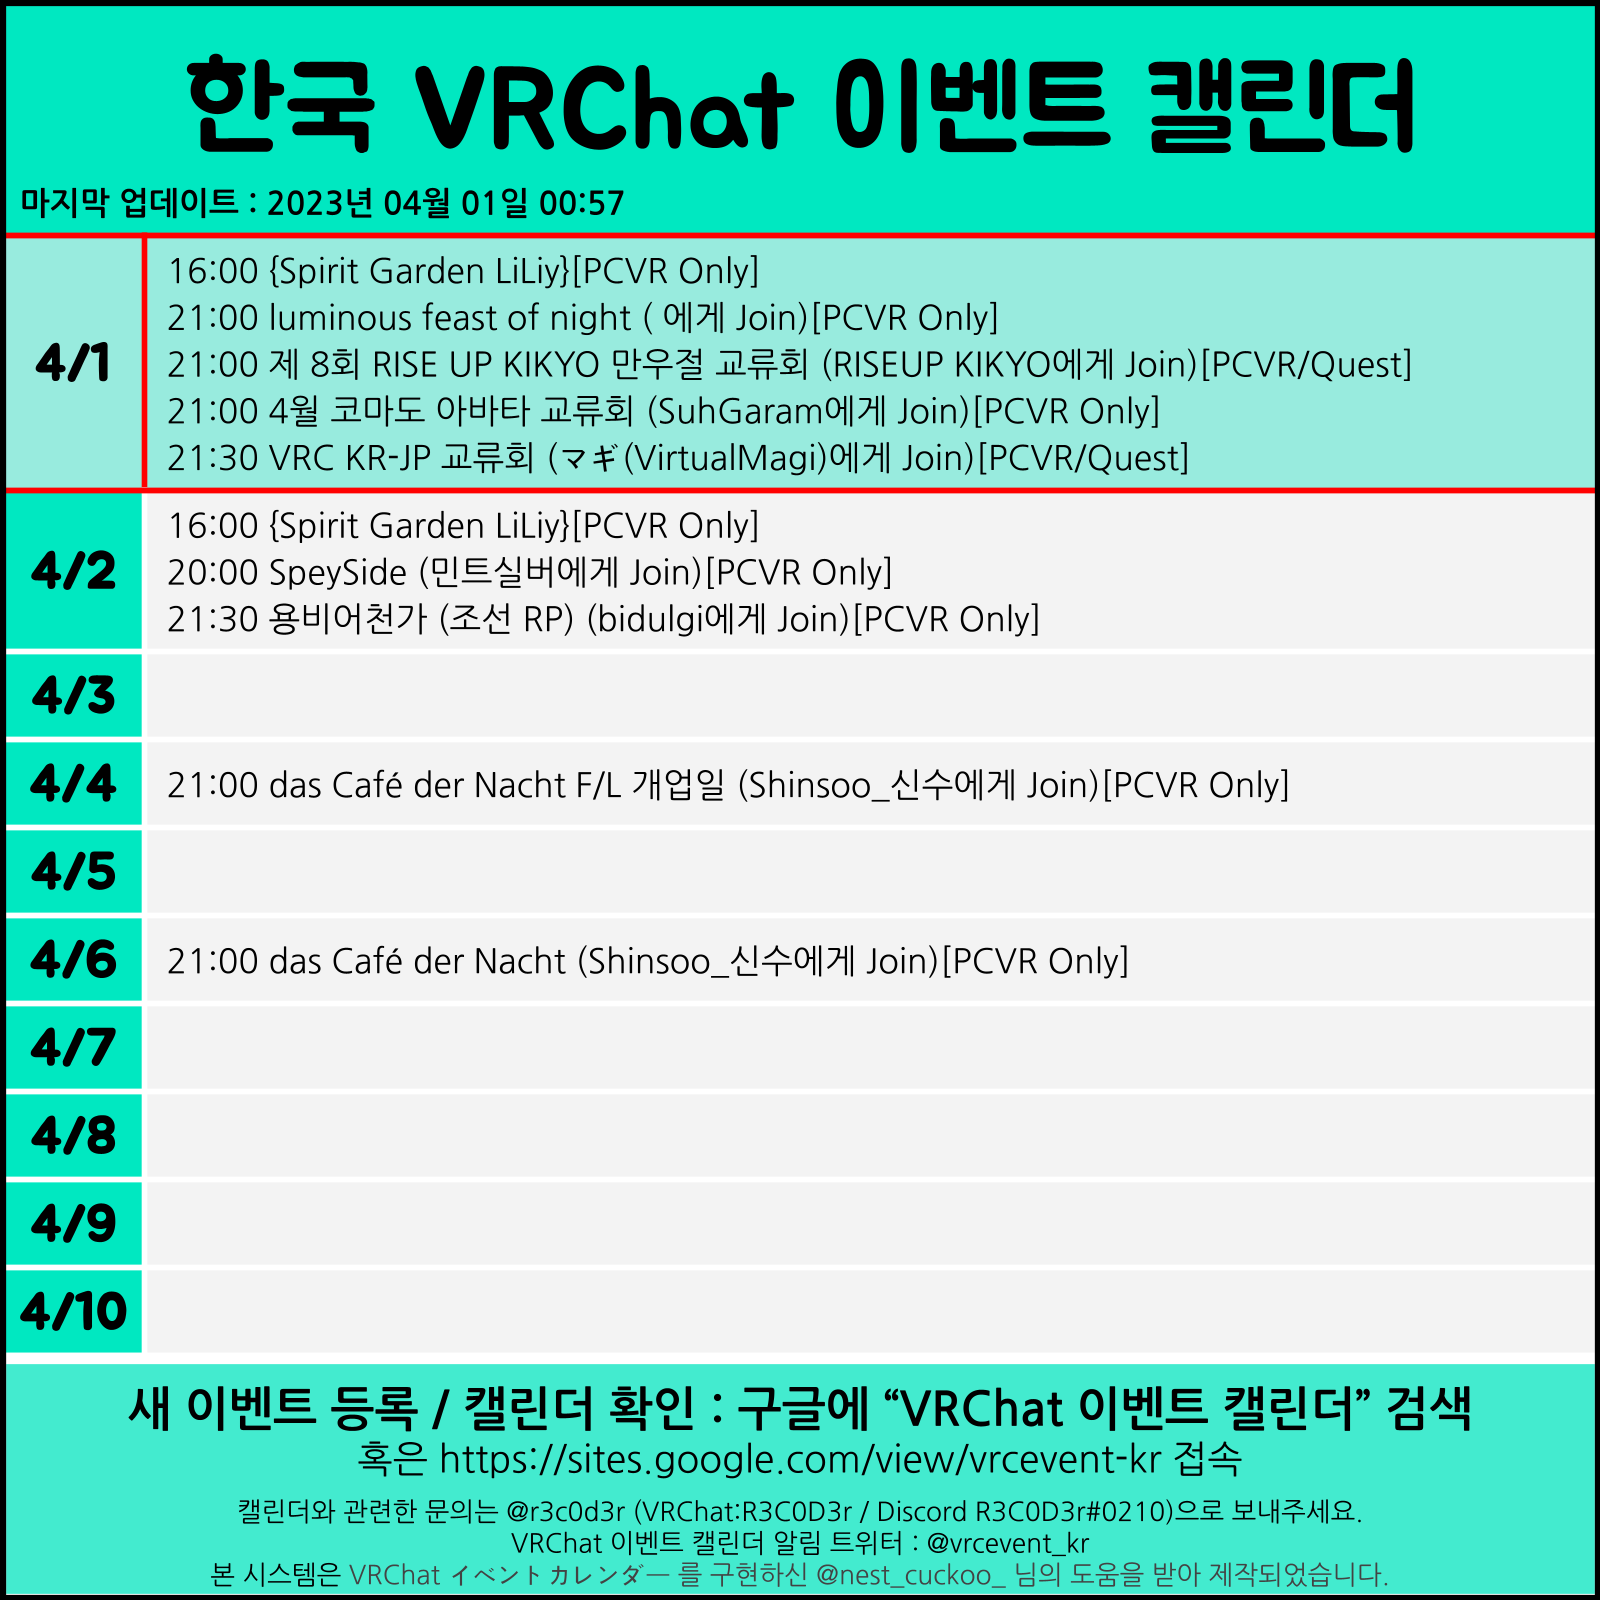 한국 VRChat 이벤트 캘린더
마지막 업데이트 : 2023년 04월 01일 00:57
4/1
16:00 {Spirit Garden LiLiy}[PCVR Only]
21:00 luminous feast of night ( 에게 Join)[PCVR Only]
21:00 제 8회 RISE UP KIKYO 만우절 교류회 (RISEUP KIKYO에게 Join)[PCVR/Quest]
21:00 4월 코마도 아바타 교류회 (SuhGaram에게 Join)[PCVR Only]
21:30 VRC KR-JP 교류회 (マギ(VirtualMagi)에게 Join)[PCVR/Quest]
4/2
16:00 {Spirit Garden LiLiy}[PCVR Only]
20:00 SpeySide (민트실버에게 Join)[PCVR Only]
21:30 용비어천가 (조선 RP) (bidulgi에게 Join)[PCVR Only]
4/3
4/4
21:00 das Café der Nacht F/L 개업일 (Shinsoo_신수에게 Join)[PCVR Only]
4/5
4/6
21:00 das Café der Nacht (Shinsoo_신수에게 Join)[PCVR Only]
4/7
4/8
4/9
4/10
새 이벤트 등록 / 캘린더 확인 : 구글에 “VRChat 이벤트 캘린더” 검색
혹은 https://sites.google.com/view/vrcevent-kr 접속
캘린더와 관련한 문의는 @r3c0d3r (VRChat:R3C0D3r / Discord R3C0D3r#0210)으로 보내주세요.
VRChat 이벤트 캘린더 알림 트위터 : @vrcevent_kr
본 시스템은 VRChat イベントカレンダー 를 구현하신 @nest_cuckoo_ 님의 도움을 받아 제작되었습니다.